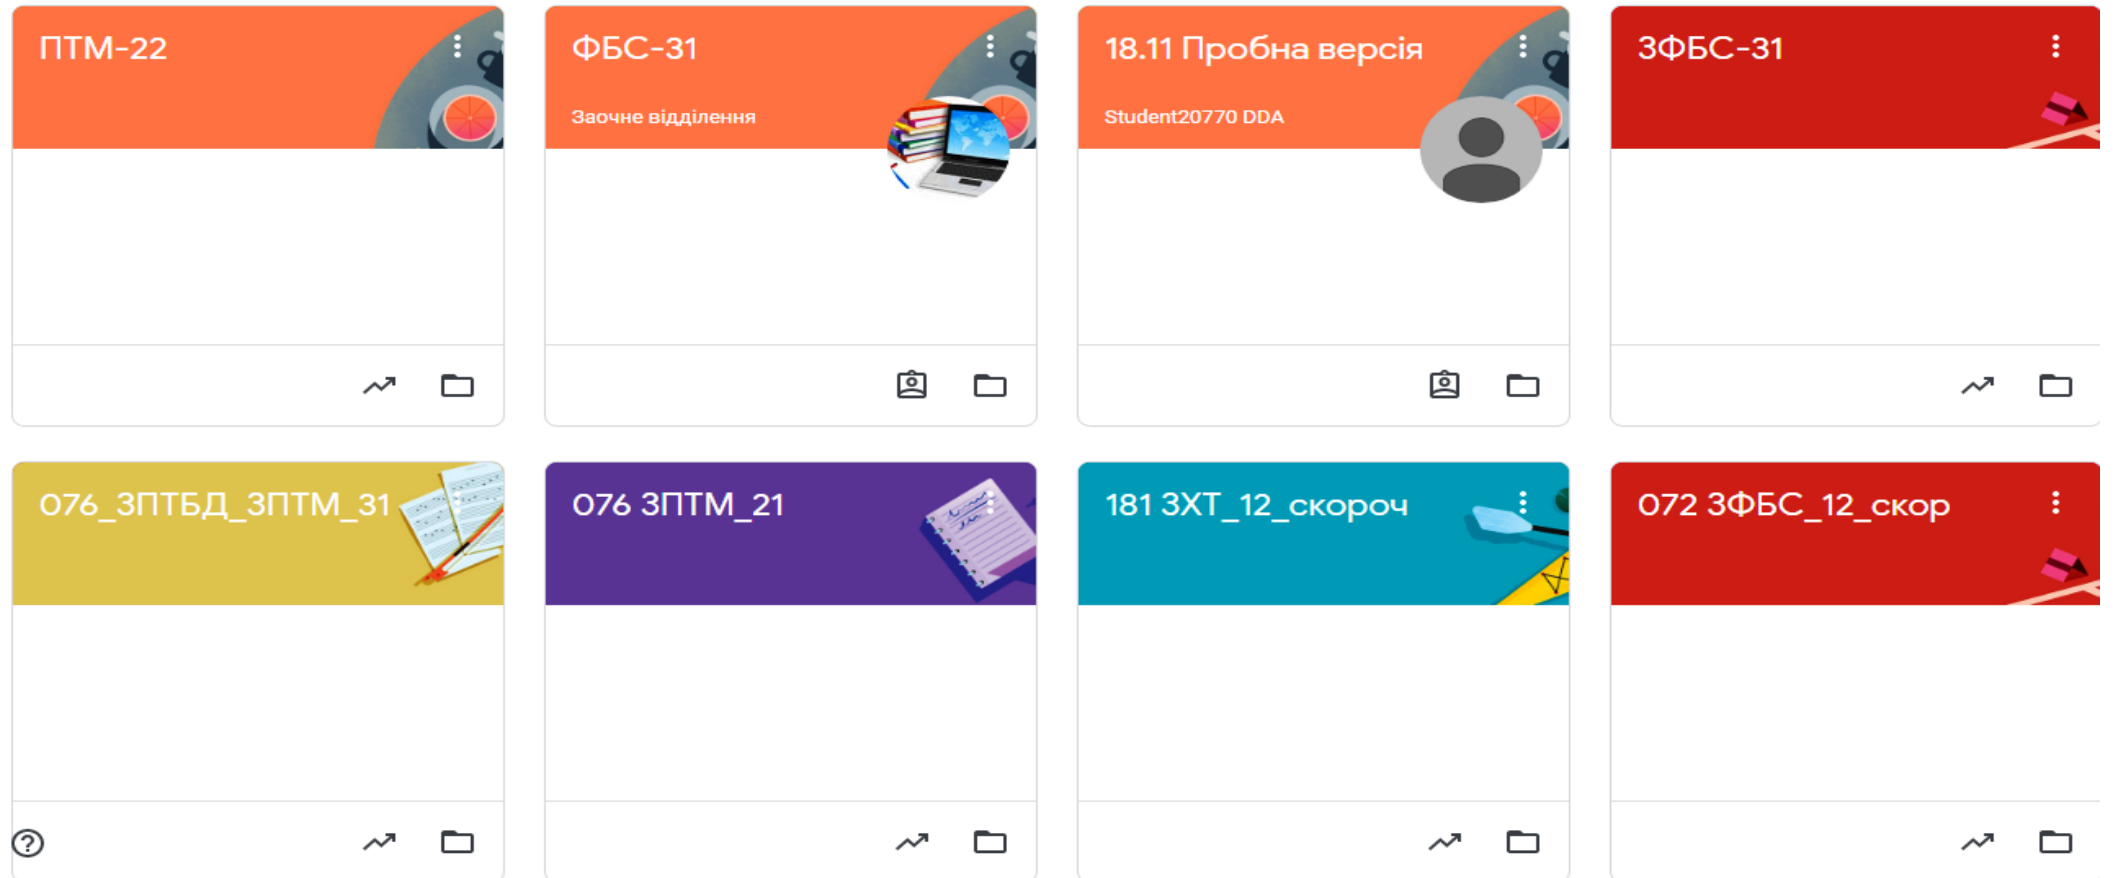 ПТМ-22
ФБС-31
Заочне відділення
18.11 Пробна версія
Student20770 DDA
ЗФБС-31
076_ЗПТБД_ЗПТМ_31
076 ЗПТМ_21
181 ЗХТ_12_скороч
072 ЗФБС_12_скор